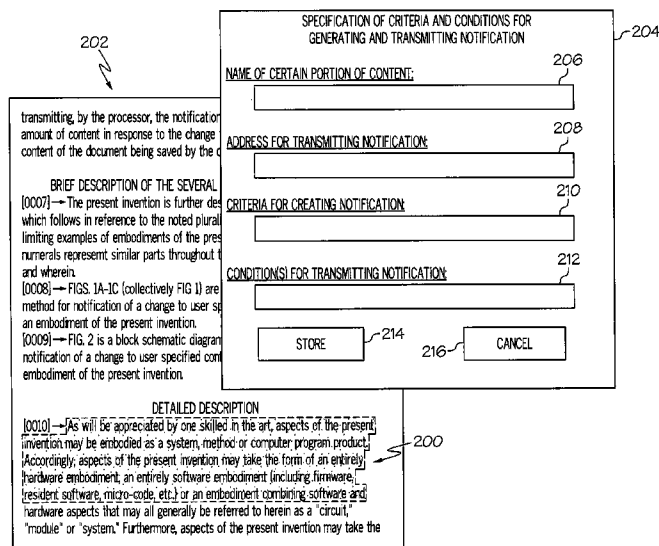 SPECIFICATION OF CRITERIA AND CONDITIONS FOR
GENERATING AND TRANSMITTING NOTIFICATION
204
202
NAME OF CERTAIN PORTION OF CONTENT:
206
ADDRESS FOR TRANSMITTING NOTIFICATION:
208
CRITERIA FOR CREATING NOTIFICATION:
210
CONDITION(S) FOR TRANSMITTING NOTIFICATION:
212
STORE
214
216
CANCEL
transmitting, by the processor, the notification
amount of content in response to the change
content of the document being saved by the c
BRIEF DESCRIPTION OF THE SEVERAL
[0007]→The present invention is further des
which follows in reference to the noted plurali
limiting examples of embodiments of the pres
numerals represemt similar parts throughout t
and wherein.
[0008]→FIGS. 1A-1C (collectively FIG 1) are
method for notification of a change to user sp
an embodiment of the present invention.
[0009]→FIG. 2 is a block schematic diagram
notification of a change to user specified cont
embodiment of the present invention.
DETAILED DESCRIPTION
[0010]→As will be appreciated by one skilled in the art, aspects of the present
invention may be embodied as a system, method or computer program product.
Accordingly, aspects of the present invention may take the form of an entirely
hardware embodiment, an entirely software embodiment (including firmware,
resident software, micro-code, etc.) or an embodiment combining software and
hardware aspects that may all generally be referred to herein as a "circuit,"
"module" or "system." Furthermore, aspects of the present invention may take the
200